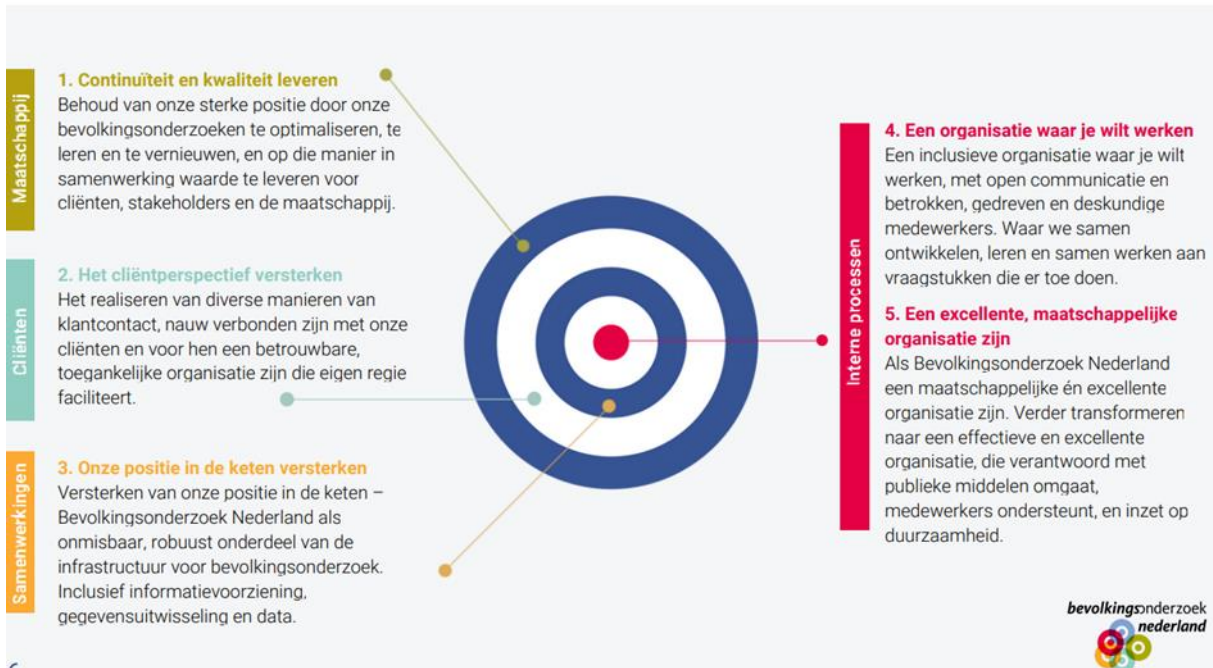 Maatschappij
1. Continuïteit en kwaliteit leveren
Behoud van onze sterke positie door onze
bevolkingsonderzoeken te optimaliseren, te
leren en te vernieuwen, en op die manier in
samenwerking waarde te leveren voor
cliënten, stakeholders en de maatschappij.
Cliënten
2. Het cliëntperspectief versterken
Het realiseren van diverse manieren van
klantcontact, nauw verbonden zijn met onze
cliënten en voor hen een betrouwbare,
toegankelijke organisatie zijn die eigen regie
faciliteert.
Samenwerkingen
3. Onze positie in de keten versterken
Versterken van onze positie in de keten –
Bevolkingsonderzoek Nederland als
onmisbaar, robuust onderdeel van de
infrastructuur voor bevolkingsonderzoek.
Inclusief informatievoorziening,
gegevensuitwisseling en data.
Interne processen
4. Een organisatie waar je wilt werken
Een inclusieve organisatie waar je wilt
werken, met open communicatie en
betrokken, gedreven en deskundige
medewerkers. Waar we samen
ontwikkelen, leren en samen werken aan
vraagstukken die er toe doen.
5. Een excellente, maatschappelijke
organisatie zijn
Als Bevolkingsonderzoek Nederland
een maatschappelijke én excellente
organisatie zijn. Verder transformeren
naar een effectieve en excellente
organisatie, die verantwoord met
publieke middelen omgaat,
medewerkers ondersteunt, en inzet op
duurzaamheid.
bevolkingsonderzoek
nederland